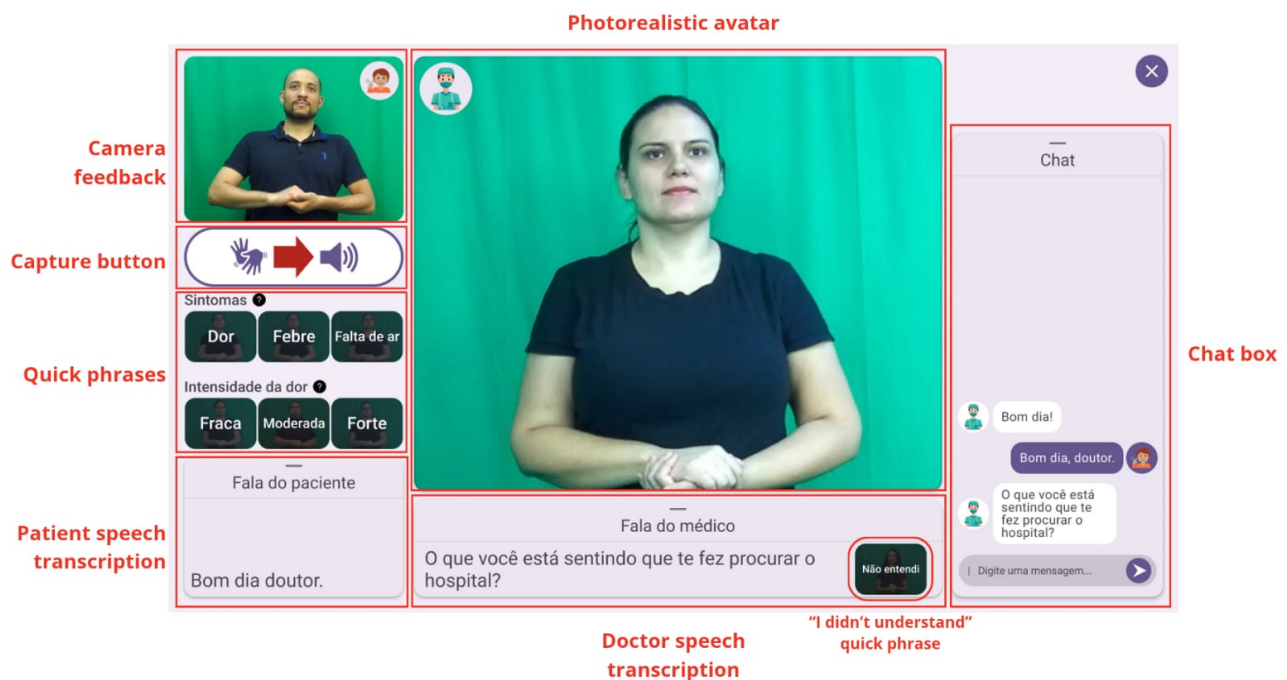 Photorealistic avatar
Camera
feedback
Capture button
Sintomas ?
Dor
Febre
Falta de ar
Quick phrases
Intensidade da dor ?
Fraca
Moderada
Forte
Fala do paciente
Patient speech
transcription
Bom dia doutor.
Fala do médico
O que você está sentindo que te fez procurar o
hospital?
Não entendi
"I didn't understand"
quick phrase
Doctor speech
transcription
Chat
Chat box
Bom dia!
Bom dia, doutor.
O que você está
sentindo que te
fez procurar o
hospital?
Digite uma mensagem...